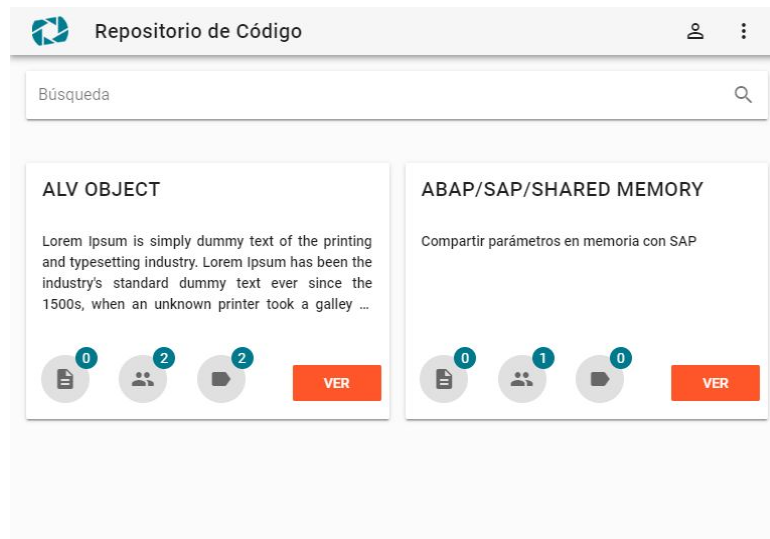 Repositorio de Código
Búsqueda
ALV OBJECT
Lorem Ipsum is simply dummy text of the printing
and typesetting industry. Lorem Ipsum has been the
industry's standard dummy text ever since the
1500s, when an unknown printer took a galley ...
0
2
2
VER
ABAP/SAP/SHARED MEMORY
Compartir parámetros en memoria con SAP
0
1
0
VER